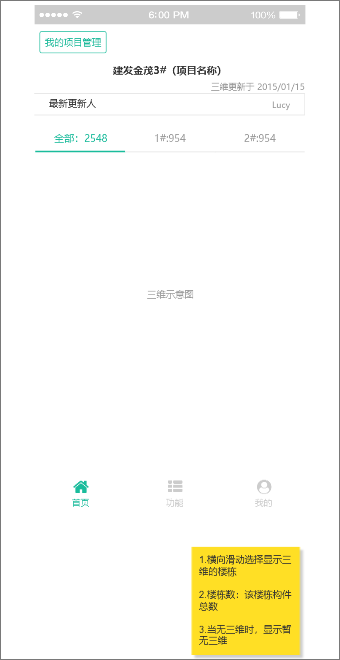 6:00 PM
100%
我的项目管理
建发金茂3#（项目名称）
三维更新于 2015/01/15
最新更新人
Lucy
全部：2548
1#:954
2#:954
三维示意图
首页
功能
我的
1.横向滑动选择显示三
维的楼栋
2.楼栋数：该楼栋构件
总数
3.当无三维时，显示暂
无三维